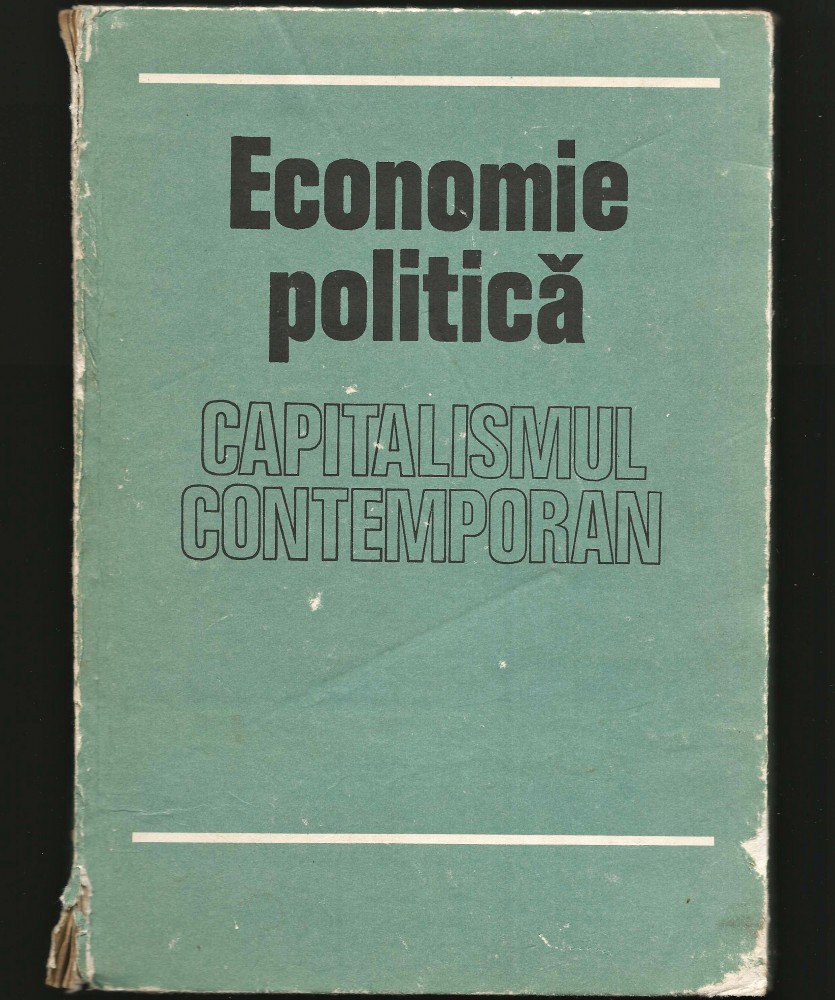 Economie
politică
CAPITALISMUL
CONTEMPORAN